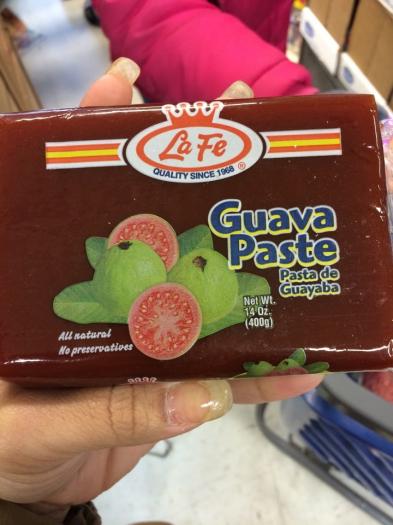 La Fe
®
QUALITY SINCE 1968
Guava
Paste
Pasta de
Guayaba
Net Wt.
14 Oz.
(400g)
All natural
No preservatives